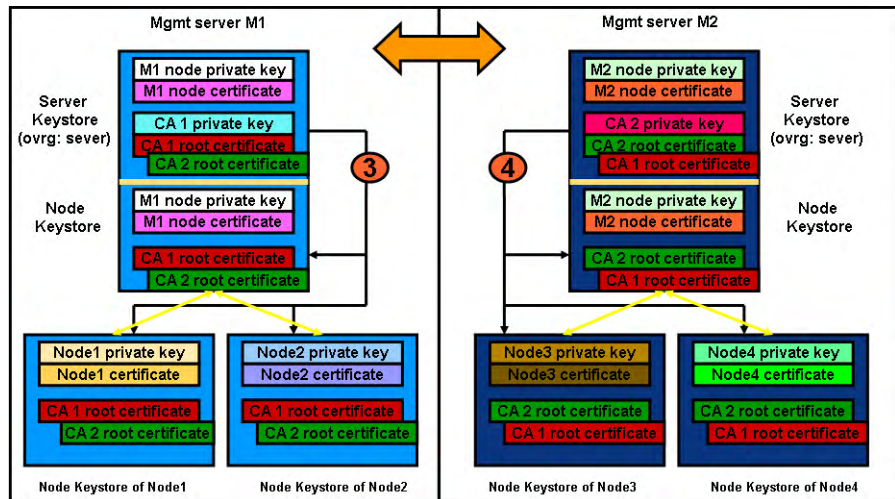 Mgmt server M1
Server
Keystore
(ovrg: sever)
M1 node private key
M1 node certificate
CA 1 private key
CA 1 root certificate
CA 2 root certificate
3
Node
Keystore
M1 node private key
M1 node certificate
CA 1 root certificate
CA 2 root certificate
Node1 private key
Node1 certificate
CA 1 root certificate
CA 2 root certificate
Node Keystore of Node1
Node2 private key
Node2 certificate
CA 1 root certificate
CA 2 root certificate
Node Keystore of Node2
Mgmt server M2
M2 node private key
M2 node certificate
CA 2 private key
CA 2 root certificate
CA 1 root certificate
Server
Keystore
(ovrg: sever)
4
M2 node private key
M2 node certificate
CA 2 root certificate
CA 1 root certificate
Node
Keystore
Node3 private key
Node3 certificate
CA 2 root certificate
CA 1 root certificate
Node Keystore of Node3
Node4 private key
Node4 certificate
CA 2 root certificate
CA 1 root certificate
Node Keystore of Node4